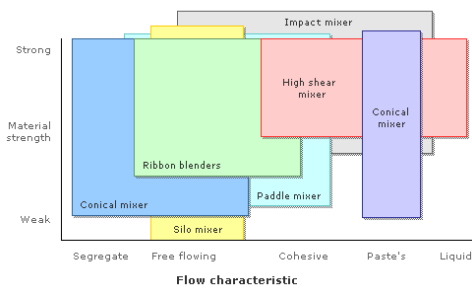 Impact mixer
Strong
High shear
mixer
Conical
mixer
Material
strength
Ribbon blenders
Paddle mixer
Conical mixer
Weak
Silo mixer
Segregate
Free flowing
Cohesive
Paste's
Liquid
Flow characteristic